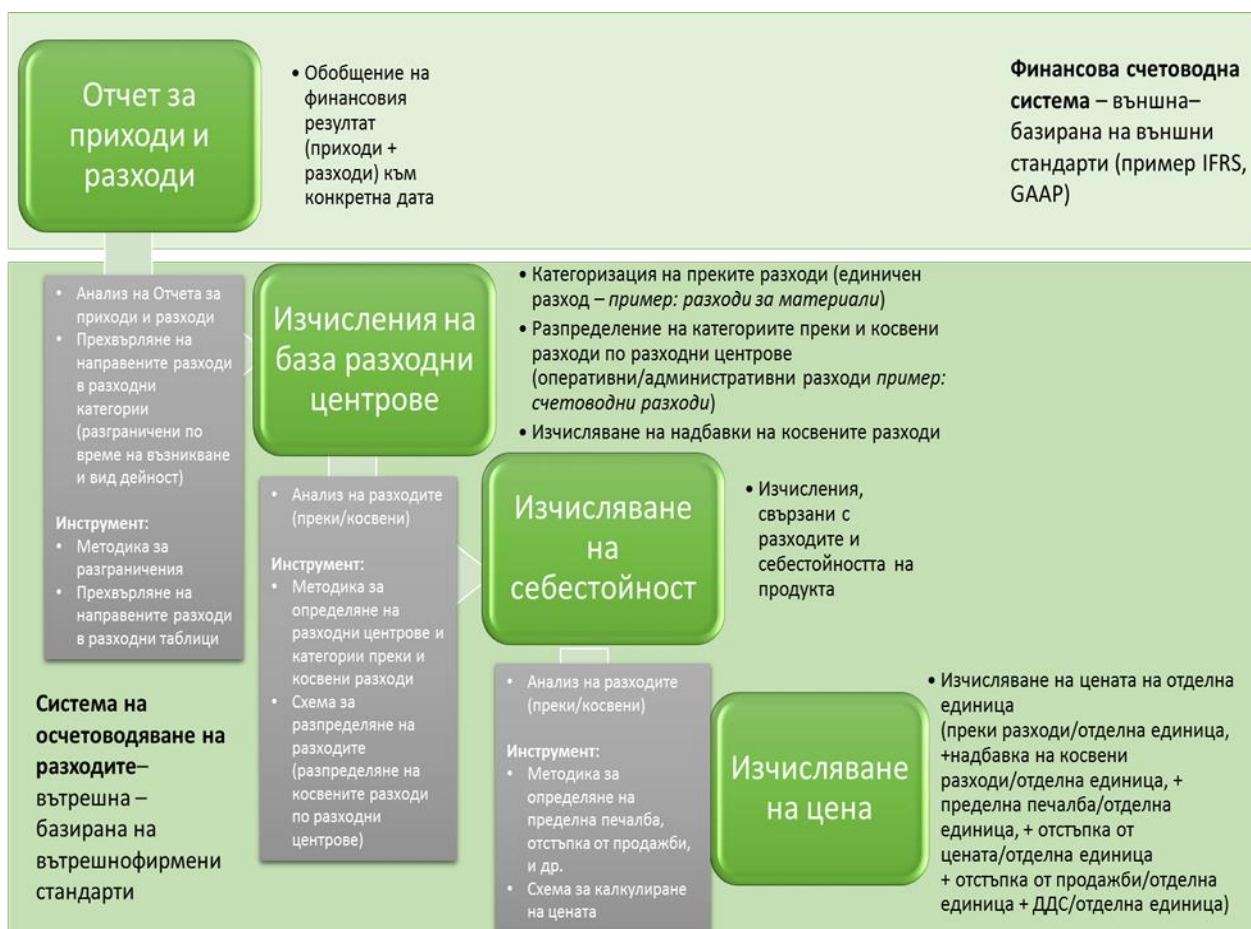 Отчет за
приходи и
разходи
• Обобщение на
финансовия
резултат
(приходи +
разходи) към
конкретна дата
Финансова счетоводна
система – външна–
базирана на външни
стандарти (пример IFRS,
GAAP)
• Анализ на Отчета за
приходи и разходи
• Прехвърляне на
направените разходи
в разходни
категории
(разграничени по
време на възникване
и вид дейност)
Инструмент:
• Методика за
разграничения
• Прехвърляне на
направените разходи
в разходни таблици
Изчисления на
база разходни
центрове
• Категоризация на преките разходи (единичен
разход – пример: разходи за материали)
• Разпределение на категориите преки и косвени
разходи по разходни центрове
(оперативни/административни разходи пример:
счетоводни разходи)
• Изчисляване на надбавки на косвените разходи
• Анализ на разходите
(преки/косвени)
Инструмент:
• Методика за
определяне на
разходни центрове и
категории преки и
косвени разходи
• Схема за
разпределяне на
разходите
(разпределяне на
косвените разходи
по разходни
центрове)
Изчисляване
на
себестойност
• Изчисления,
свързани с
разходите и
себестойността на
продукта
• Анализ на разходите
(преки/косвени)
Инструмент:
• Методика за
определяне на
пределна печалба,
отстъпка от продажби,
и др.
• Схема за калкулиране
на цената
Изчисляване
на цена
• Изчисляване на цената на отделна
единица
(преки разходи/отделна единица,
+надбавка на косвени
разходи/отделна единица, +
пределна печалба/отделна
единица, + отстъпка от
цената/отделна единица
+ отстъпка от продажби/отделна
единица + ДДС/отделна единица)
Система на
осчетоводяване на
разходите–
вътрешна –
базирана на
вътрешнофирмени
стандарти